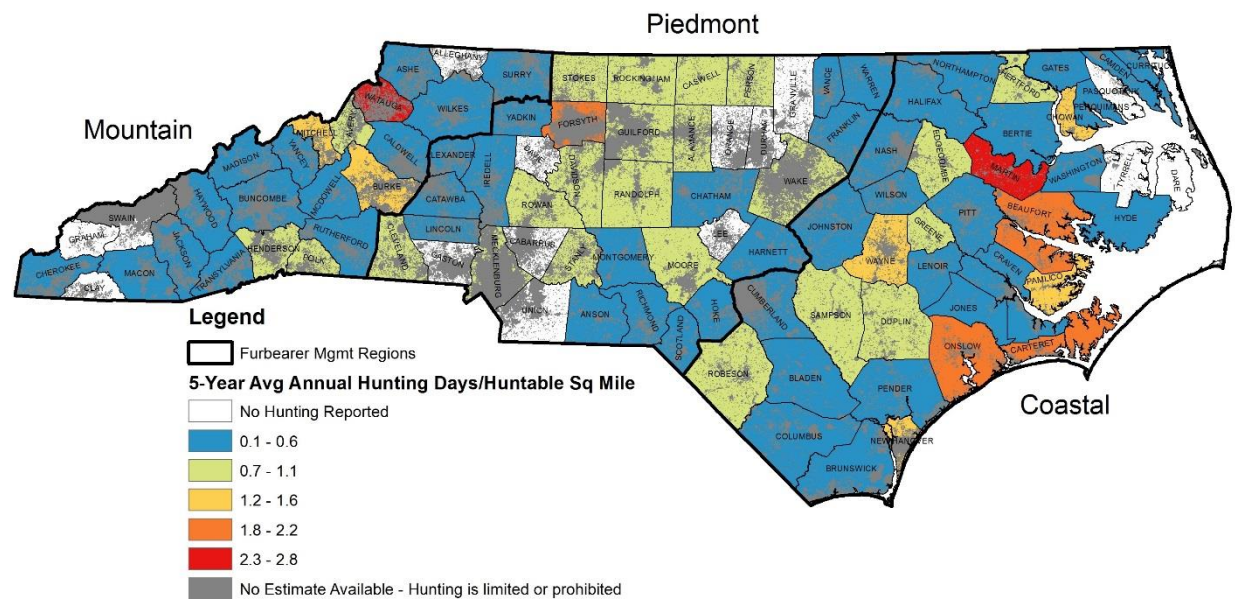 Piedmont
Mountain
Coastal
ALLEGHANY
ASHE
SURRY
STOKES
ROCKINGHAM
CASWELL
PERSON
GRANVILLE
VANCE
WARREN
NORTHAMPTON
HERTFORD
GATES
CAMDEN
CURRITUCK
PASQUOTANK
PERQUIMANS
CHOWAN
WATAUGA
WILKES
YADKIN
FORSYTH
GUILFORD
ALAMANCE
ORANGE
DURHAM
FRANKLIN
HALIFAX
BERTIE
MITCHELL
AVERY
CALDWELL
ALEXANDER
IREDELL
DAVIE
DAVIDSON
RANDOLPH
CHATHAM
WAKE
NASH
EDGECOMBE
MARTIN
WASHINGTON
TYRRELL
DARE
MADISON
YANCEY
BURKE
CATAWBA
ROWAN
WILSON
PITT
BEAUFORT
HYDE
SWAIN
HAYWOOD
BUNCOMBE
MCDOWELL
RUTHERFORD
LINCOLN
CABARRUS
STANLY
MONTGOMERY
MOORE
LEE
HARNETT
JOHNSTON
GREENE
GRAHAM
JACKSON
HENDERSON
POLK
CLEVELAND
GASTON
MECKLENBURG
WAYNE
LENOIR
CRAVEN
PAMLICO
CHEROKEE
MACON
CLAY
TRANSYLVANIA
UNION
ANSON
RICHMOND
SCOTLAND
HOKE
CUMBERLAND
SAMPSON
DUPLIN
JONES
ONSLOW
CARTERET
ROBESON
BLADEN
PENDER
COLUMBUS
NEW HANOVER
BRUNSWICK
Legend
Furbearer Mgmt Regions
5-Year Avg Annual Hunting Days/Huntable Sq Mile
No Hunting Reported
0.1 - 0.6
0.7 - 1.1
1.2 - 1.6
1.8 - 2.2
2.3 - 2.8
No Estimate Available - Hunting is limited or prohibited